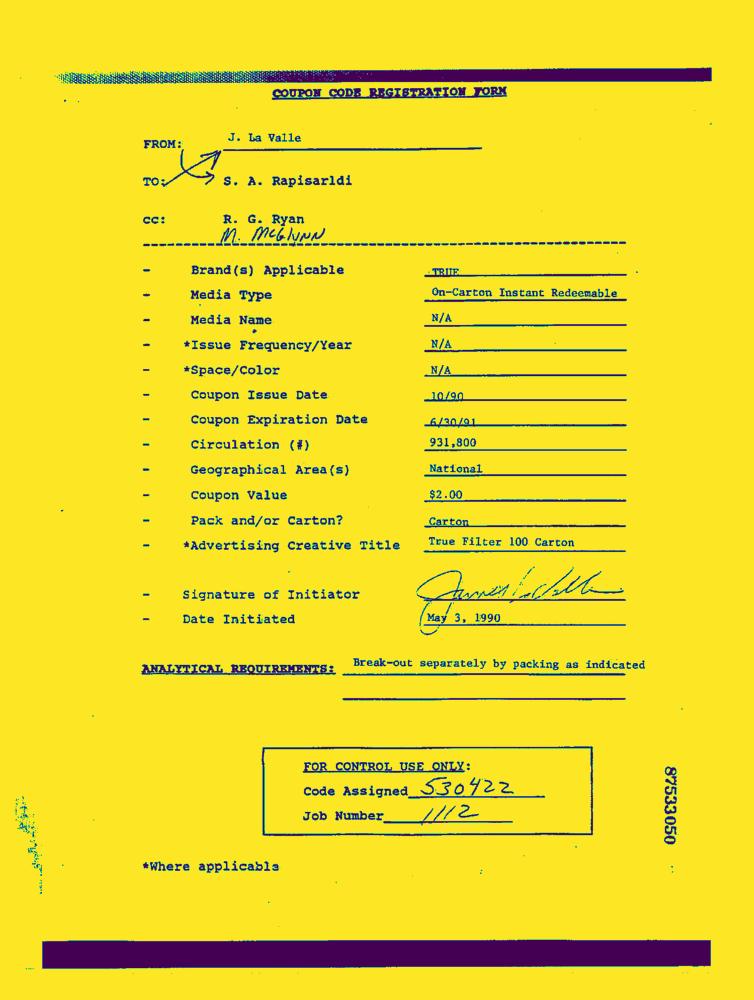 COUPON CODE REGISTRATION FORM
FROM: J. La Valle
TO: S. A. Rapisarldi
cc: R. G. Ryan
M. McGlynn
- Brand(s) Applicable TRUE
- Media Type On-Carton Instant Redeemable
- Media Name N/A
- *Issue Frequency/Year N/A
- *Space/Color N/A
- Coupon Issue Date 10/90
- Coupon Expiration Date 6/30/91
- Circulation (#) 931,800
- Geographical Area(s) National
- Coupon Value $2.00
- Pack and/or Carton? Carton
- *Advertising Creative Title True Filter 100 Carton
- Signature of Initiator
- Date Initiated May 3, 1990
ANALYTICAL REQUIREMENTS: Break-out separately by packing as indicated
FOR CONTROL USE ONLY:
Code Assigned 530422
Job Number 1112
87533050
*Where applicabla